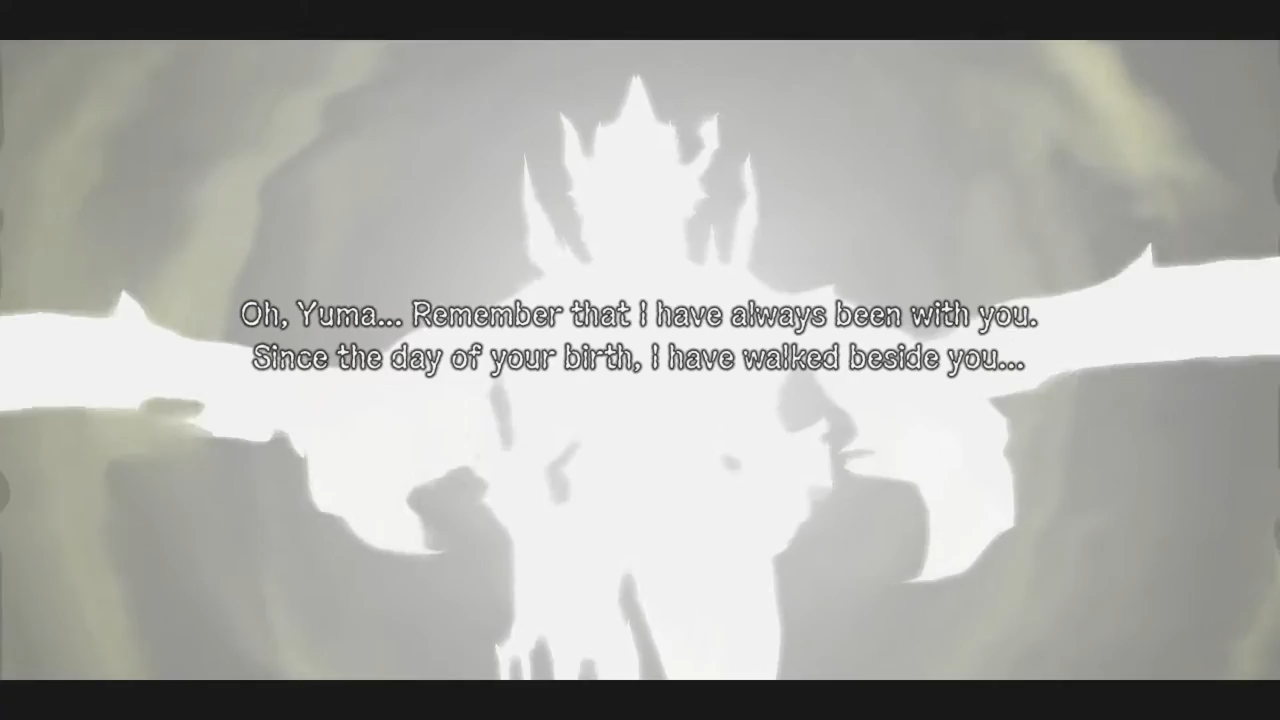 Oh, Yuma... Remember that I have always been with you.
Since the day of your birth, I have walked beside you...